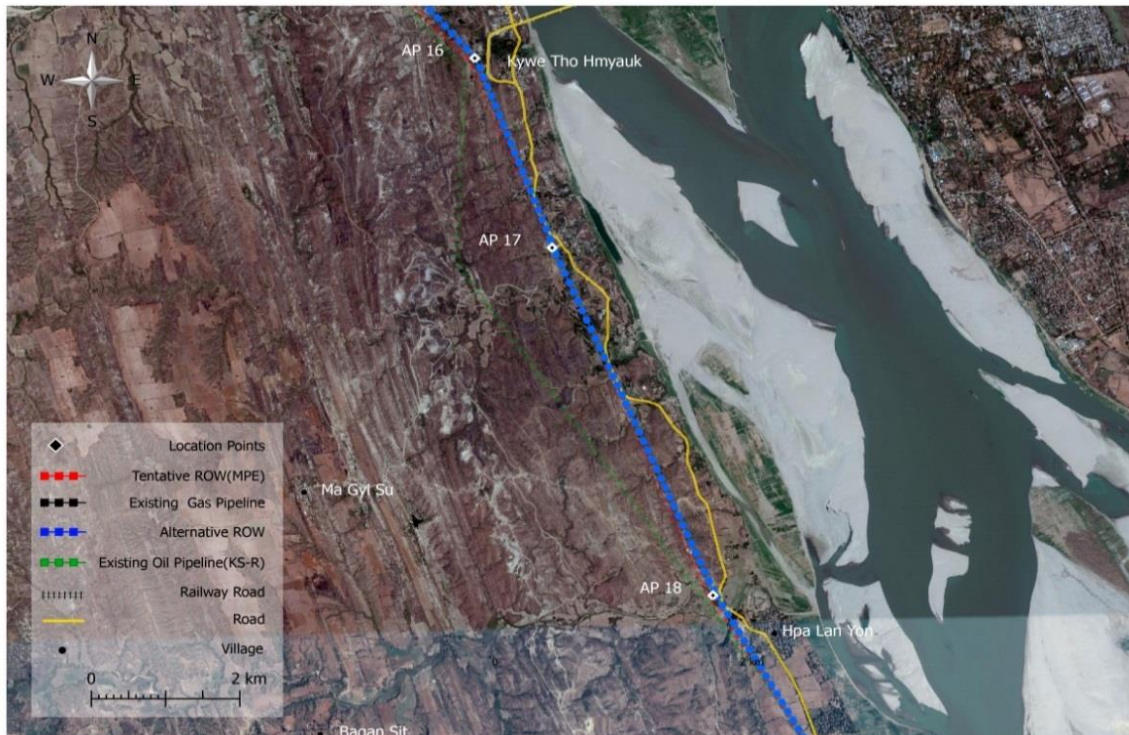 N
W E
S
AP 16
Kywe Tho Hmyauk
AP 17
Ma Gyi Su
AP 18
Hpa Lan Yon
2 km
Bagan Sit
Location Points
Tentative ROW(MPE)
Existing Gas Pipeline
Alternative ROW
Existing Oil Pipeline(KS-R)
Railway Road
Road
Village
0 2 km